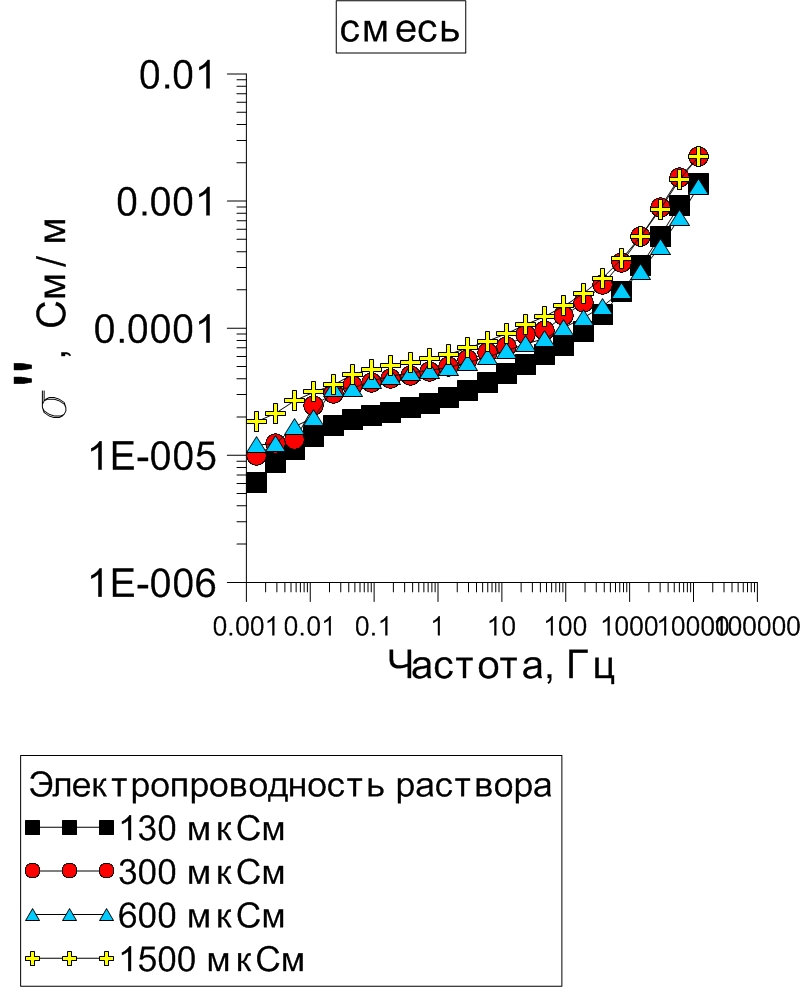 смесь
0.01
0.001
0.0001
1E-005
1E-006
σ", См/м
0.001 0.01 0.1 1 10 100 1000 10000 100000
Частота, Гц
Электропроводность раствора
130 мкСм
300 мкСм
600 мкСм
1500 мкСм